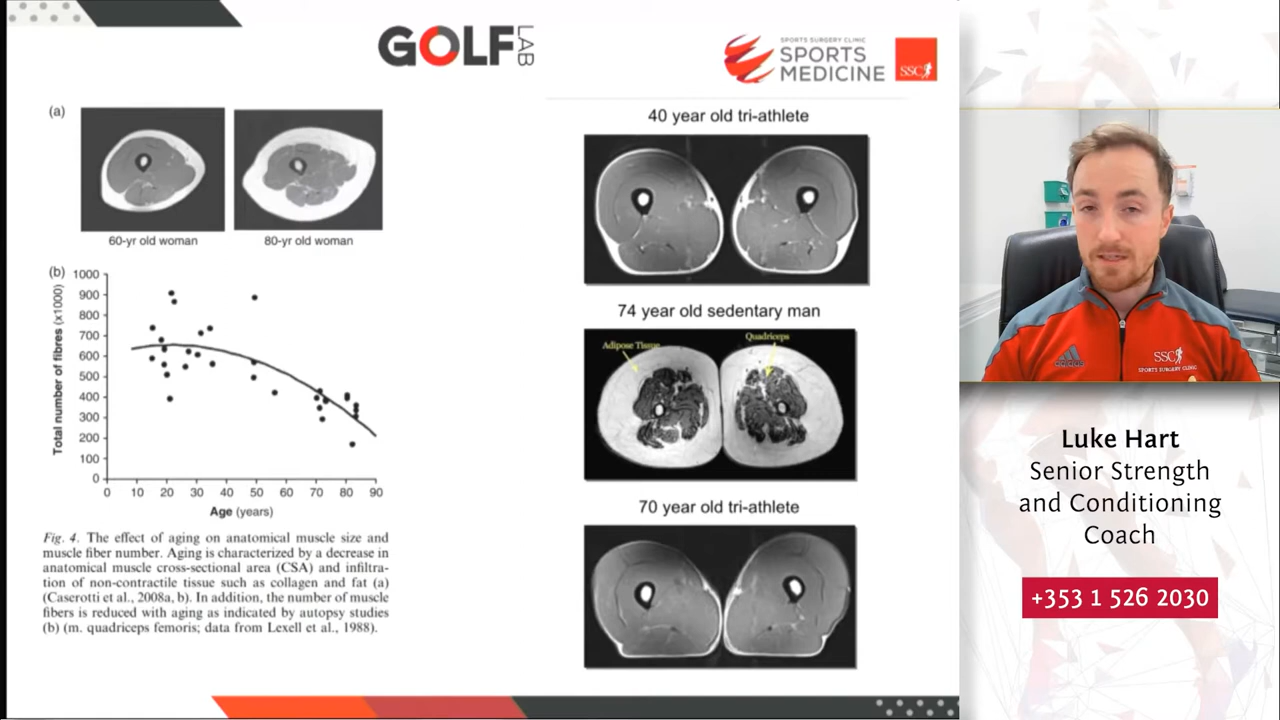 GOLF LAB
SPORTS SURGERY CLINIC
SPORTS
MEDICINE
SSC
(a)
60-yr old woman
80-yr old woman
(b)
Total number of fibres (x1000)
1000
900
800
700
600
500
400
300
200
100
0
0 10 20 30 40 50 60 70 80 90
Age (years)
Fig. 4. The effect of aging on anatomical muscle size and
muscle fiber number. Aging is characterized by a decrease in
anatomical muscle cross-sectional area (CSA) and infiltra-
tion of non-contractile tissue such as collagen and fat (a)
(Caserotti et al., 2008a, b). In addition, the number of muscle
fibers is reduced with aging as indicated by autopsy studies
(b) (m. quadriceps femoris; data from Lexell et al., 1988).
40 year old tri-athlete
74 year old sedentary man
Adipose Tissue
Quadriceps
70 year old tri-athlete
adidas
SSC
SPORTS SURGERY CLINIC
Luke Hart
Senior Strength
and Conditioning
Coach
+353 1 526 2030